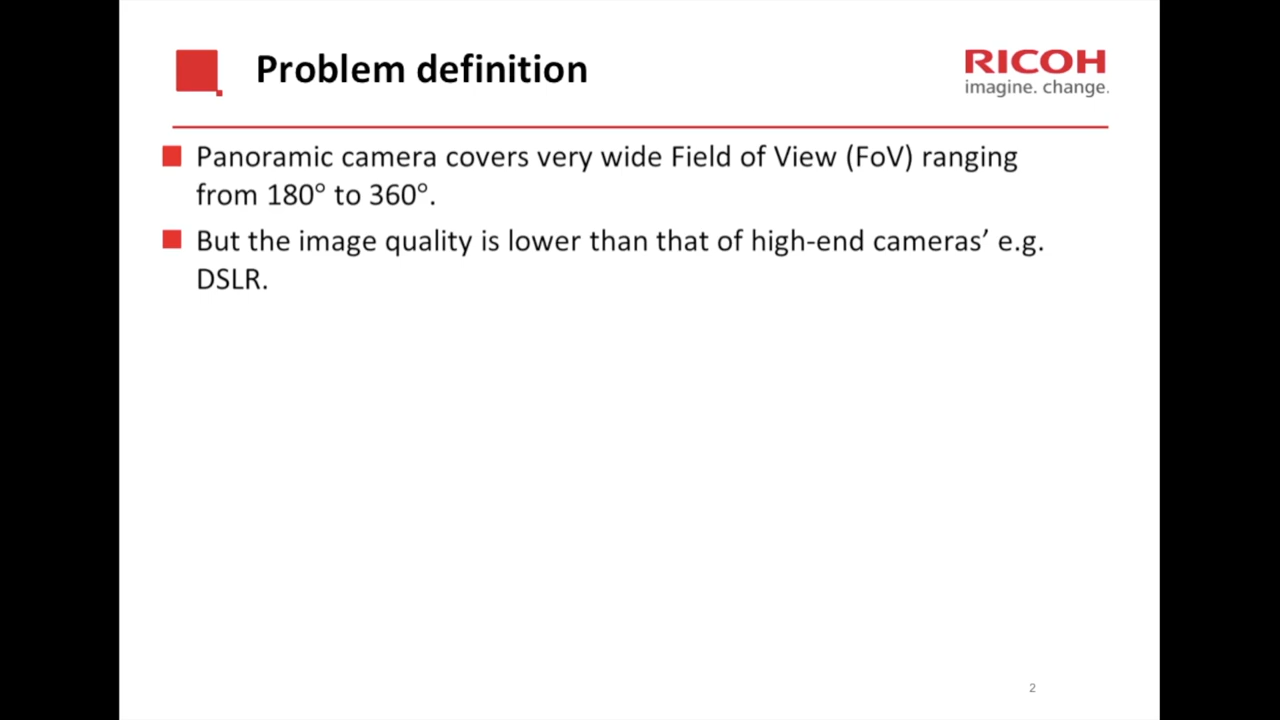 Problem definition
RICOH
imagine. change.
Panoramic camera covers very wide Field of View (FoV) ranging
from 180° to 360°.
But the image quality is lower than that of high-end cameras’ e.g.
DSLR.
2